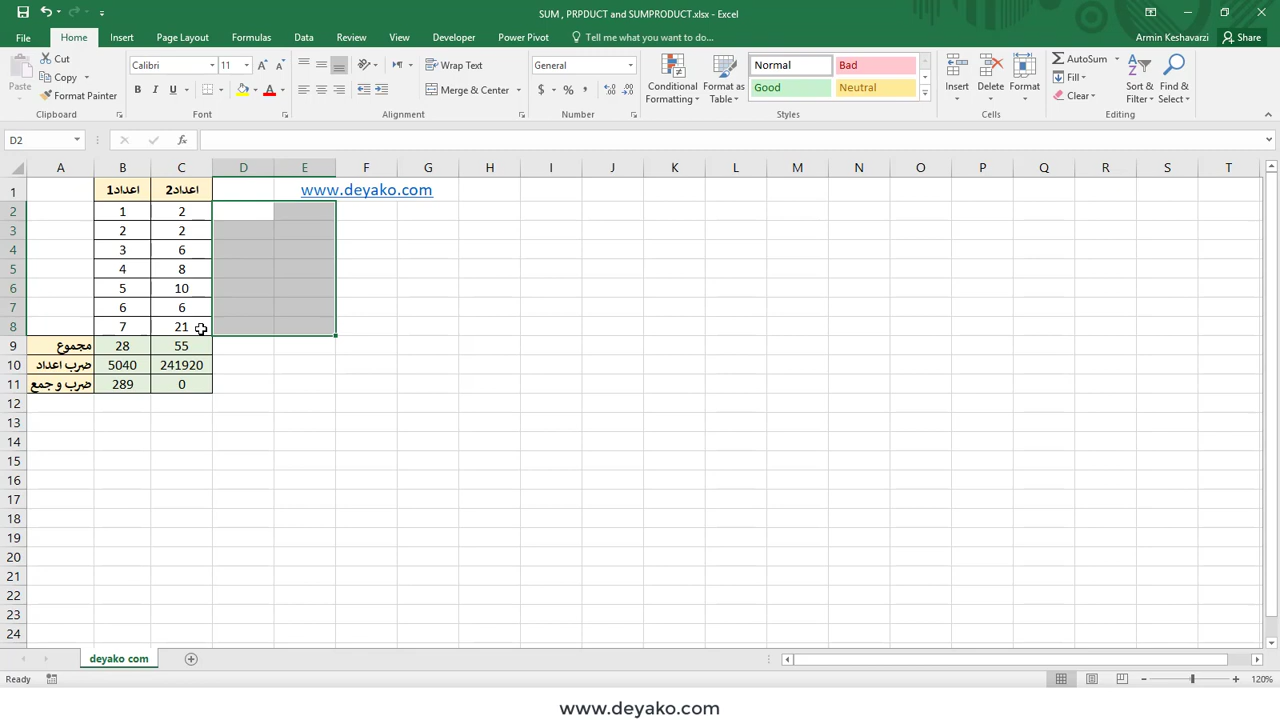 SUM , PRPDUCT and SUMPRODUCT.xlsx - Excel
File Home Insert Page Layout Formulas Data Review View Developer Power Pivot Tell me what you want to do... Armin Keshavarzi Share
Paste Cut Copy Format Painter
Calibri 11 B I U A
Wrap Text Merge & Center
General $ % ,
Conditional Formatting Format as Table
Normal Bad Good Neutral
Insert Delete Format
AutoSum Fill Clear Sort & Filter Find & Select
Clipboard Font Alignment Number Styles Cells Editing
D2 fx
A B C D E F G H I J K L M N O P Q R S T
1 اعداد1 اعداد2 www.deyako.com
2 1 2
3 2 2
4 3 6
5 4 8
6 5 10
7 6 6
8 7 21
9 مجموع 28 55
10 ضرب اعداد 5040 241920
11 ضرب و جمع 289 0
12
13
14
15
16
17
18
19
20
21
22
23
24
deyako com
Ready 120%
www.deyako.com